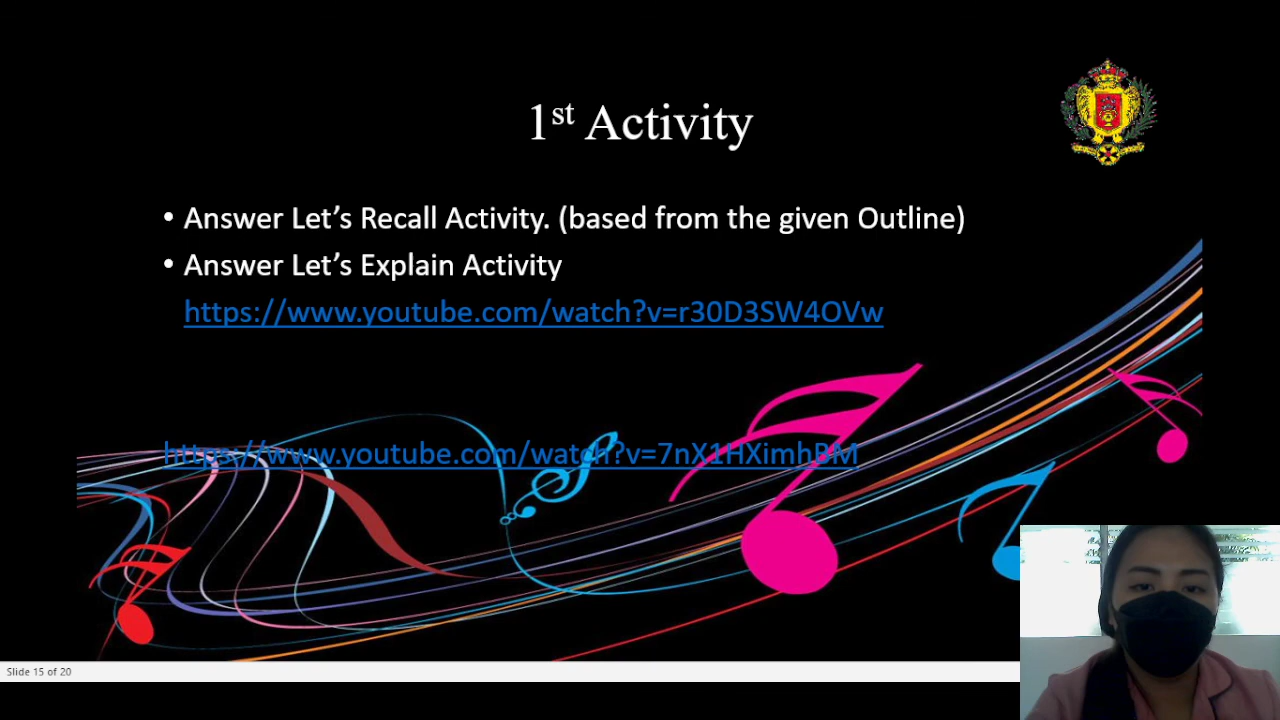 1st Activity
• Answer Let’s Recall Activity. (based from the given Outline)
• Answer Let’s Explain Activity
https://www.youtube.com/watch?v=r30D3SW4OVw
https://www.youtube.com/watch?v=7nX1HXimhBM
Slide 15 of 20